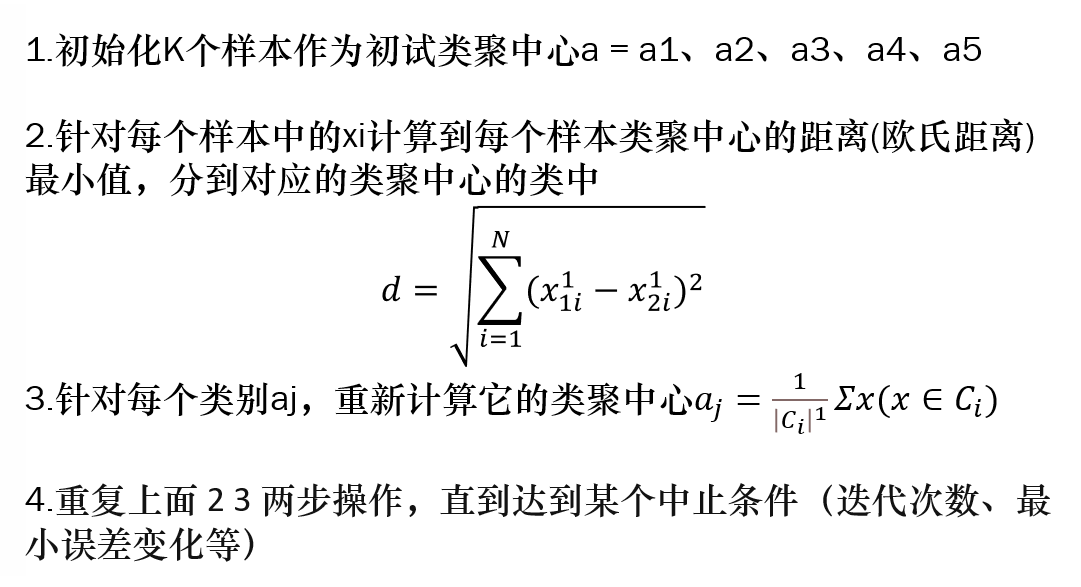 1.初始化K个样本作为初试类聚中心a = a1、a2、a3、a4、a5
2.针对每个样本中的xi计算到每个样本类聚中心的距离(欧氏距离)
最小值，分到对应的类聚中心的类中
d = \sqrt{\sum_{i=1}^{N}(x_{1i}^{1} - x_{2i}^{1})^{2}}
3.针对每个类别aj，重新计算它的类聚中心a_{j} = \frac{1}{|C_{i}|^{1}} Σx(x ∈ C_{i})
4.重复上面 2 3 两步操作，直到达到某个中止条件（迭代次数、最
小误差变化等）